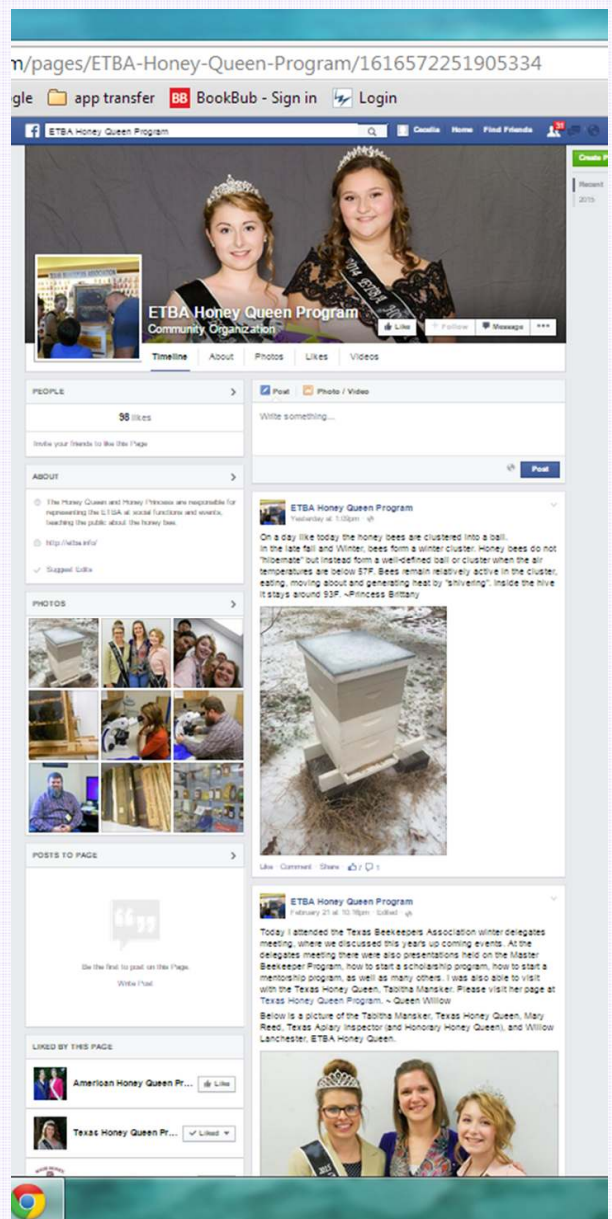 m/pages/ETBA-Honey-Queen-Program/1616572251905334
gle app transfer BB BookBub - Sign in Login
ETBA Honey Queen Program
Cecelia Home Find Friends 31
Create P
Recent
2015
2014 ETBA
ETBA Honey Queen Program
Community Organization
Like Follow Message •••
Timeline About Photos Likes Videos
PEOPLE
98 likes
Invite your friends to like this Page
ABOUT
The Honey Queen and Honey Princess are responsible for
representing the ETBA at social functions and events,
teaching the public about the honey bee.
http://etba.info/
Suggest Edits
PHOTOS
POSTS TO PAGE
Be the first to post on this Page.
Write Post
LIKED BY THIS PAGE
American Honey Queen Pr... Like
Texas Honey Queen Pr... Liked
Post Photo / Video
Write something...
Post
ETBA Honey Queen Program
Yesterday at 1:09pm
On a day like today the honey bees are clustered into a ball.
In the late fall and Winter, bees form a winter cluster. Honey bees do not
"hibernate" but instead form a well-defined ball or cluster when the air
temperatures are below 57F. Bees remain relatively active in the cluster,
eating, moving about and generating heat by "shivering". Inside the hive
it stays around 93F. ~Princess Brittany
Like · Comment · Share
ETBA Honey Queen Program
February 21 at 10:18pm · Edited
Today I attended the Texas Beekeepers Association winter delegates
meeting, where we discussed this years up coming events. At the
delegates meeting there were also presentations held on the Master
Beekeeper Program, how to start a scholarship program, how to start a
mentorship program, as well as many others. I was also able to visit
with the Texas Honey Queen, Tabitha Mansker. Please visit her page at
Texas Honey Queen Program. ~ Queen Willow
Below is a picture of the Tabitha Mansker, Texas Honey Queen, Mary
Reed, Texas Apiary Inspector (and Honorary Honey Queen), and Willow
Lanchester, ETBA Honey Queen.
2015